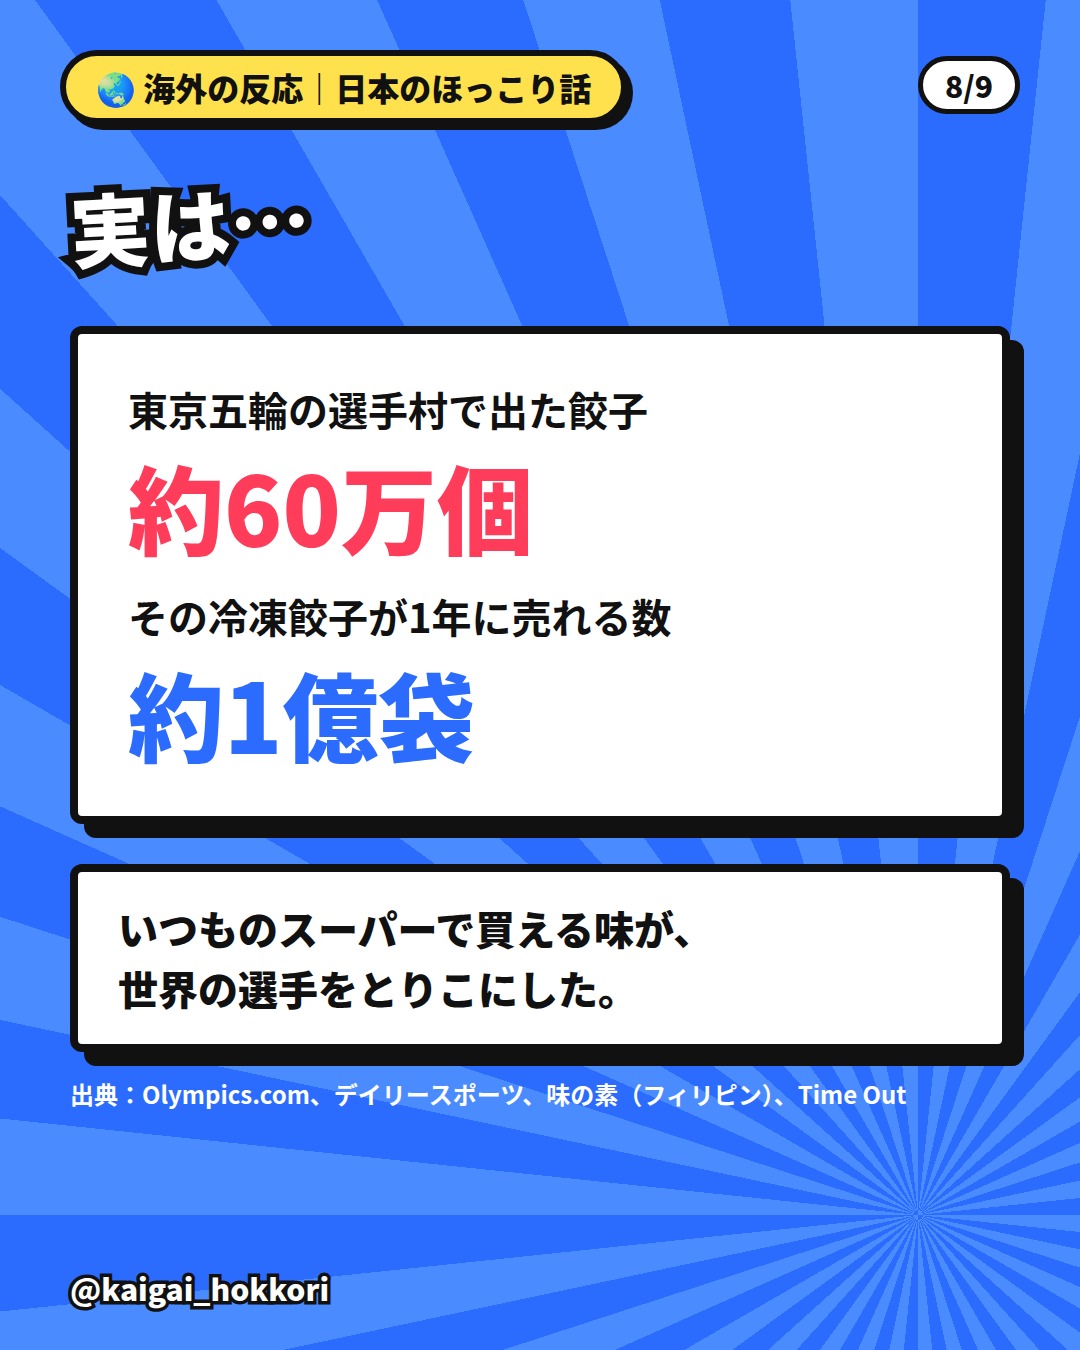 🌏 海外の反応｜日本のほっこり話
8/9
実は…
東京五輪の選手村で出た餃子
約60万個
その冷凍餃子が1年に売れる数
約1億袋
いつものスーパーで買える味が、
世界の選手をとりこにした。
出典：Olympics.com、デイリースポーツ、味の素（フィリピン）、Time Out
@kaigai_hokkori